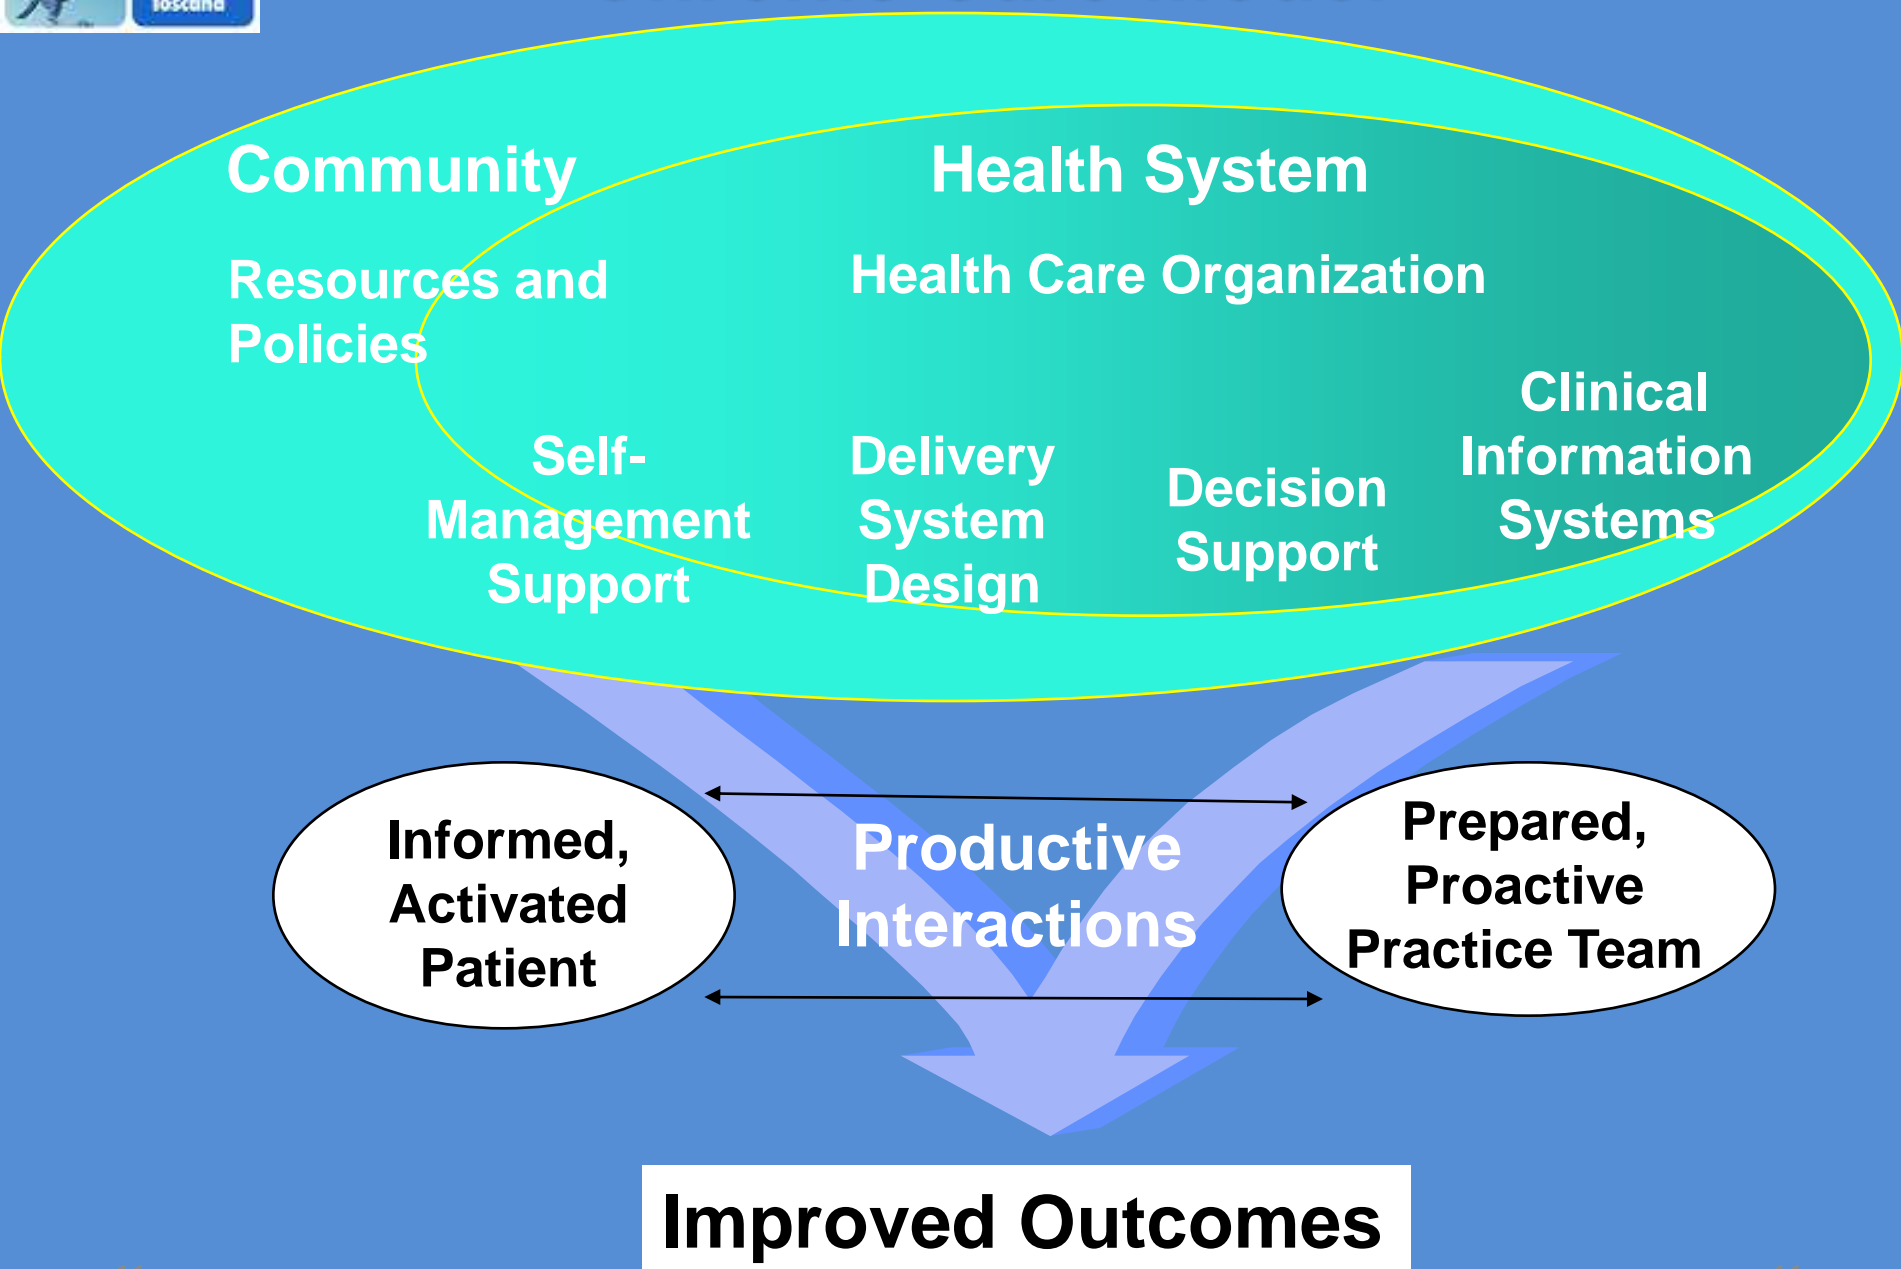 Toscana
Community
Health System
Resources and
Policies
Health Care Organization
Self-
Management
Support
Delivery
System
Design
Decision
Support
Clinical
Information
Systems
Informed,
Activated
Patient
Productive
Interactions
Prepared,
Proactive
Practice Team
Improved Outcomes